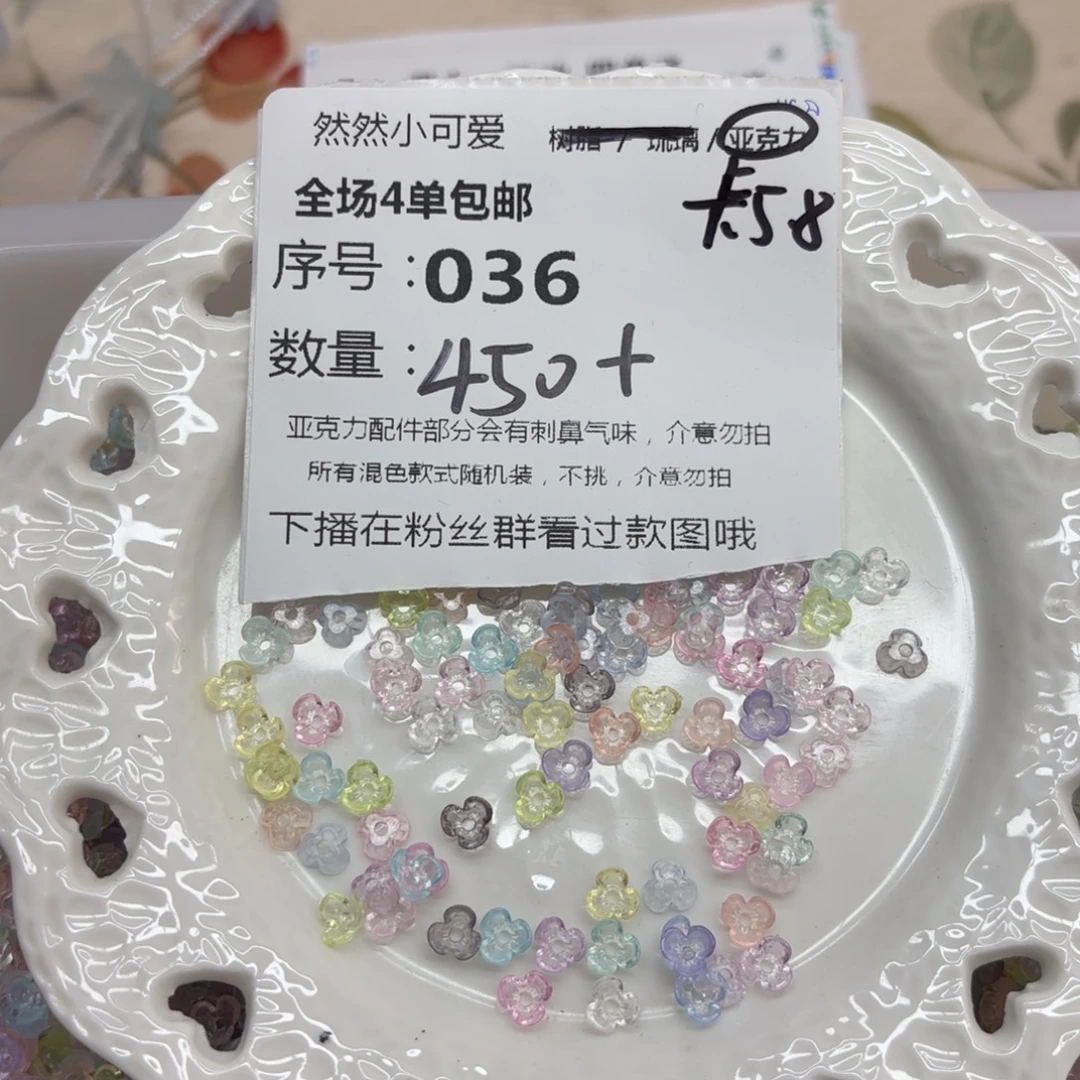 然然小可爱 树脂 / 琉璃 / 亚克力
全场4单包邮 卡58
序号：036
数量：450+
亚克力配件部分会有刺鼻气味，介意勿拍
所有混色款式随机装，不挑，介意勿拍
下播在粉丝群看过款图哦